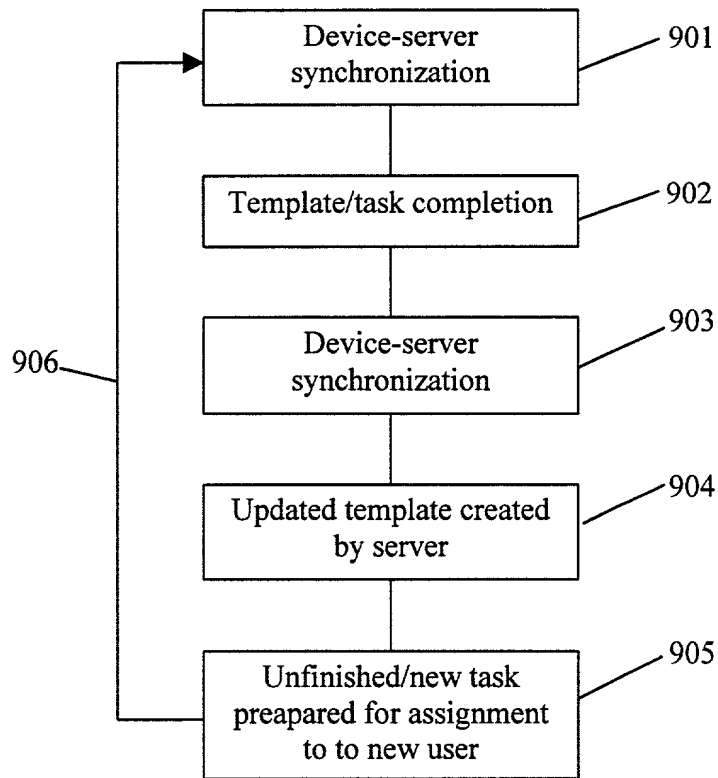 Device-server
synchronization
901
Template/task completion
902
Device-server
synchronization
903
906
Updated template created
by server
904
Unfinished/new task
preapared for assignment
to to new user
905